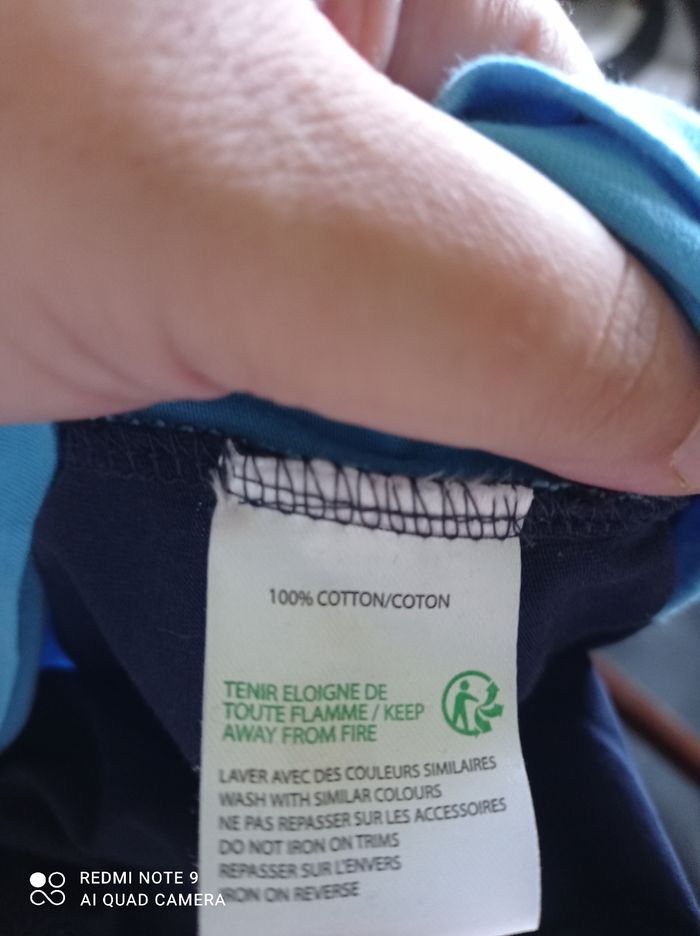 100% COTTON/COTON
TENIR ELOIGNE DE
TOUTE FLAMME / KEEP
AWAY FROM FIRE
LAVER AVEC DES COULEURS SIMILAIRES
WASH WITH SIMILAR COLOURS
NE PAS REPASSER SUR LES ACCESSOIRES
DO NOT IRON ON TRIMS
REPASSER SUR L'ENVERS
IRON ON REVERSE
REDMI NOTE 9
AI QUAD CAMERA